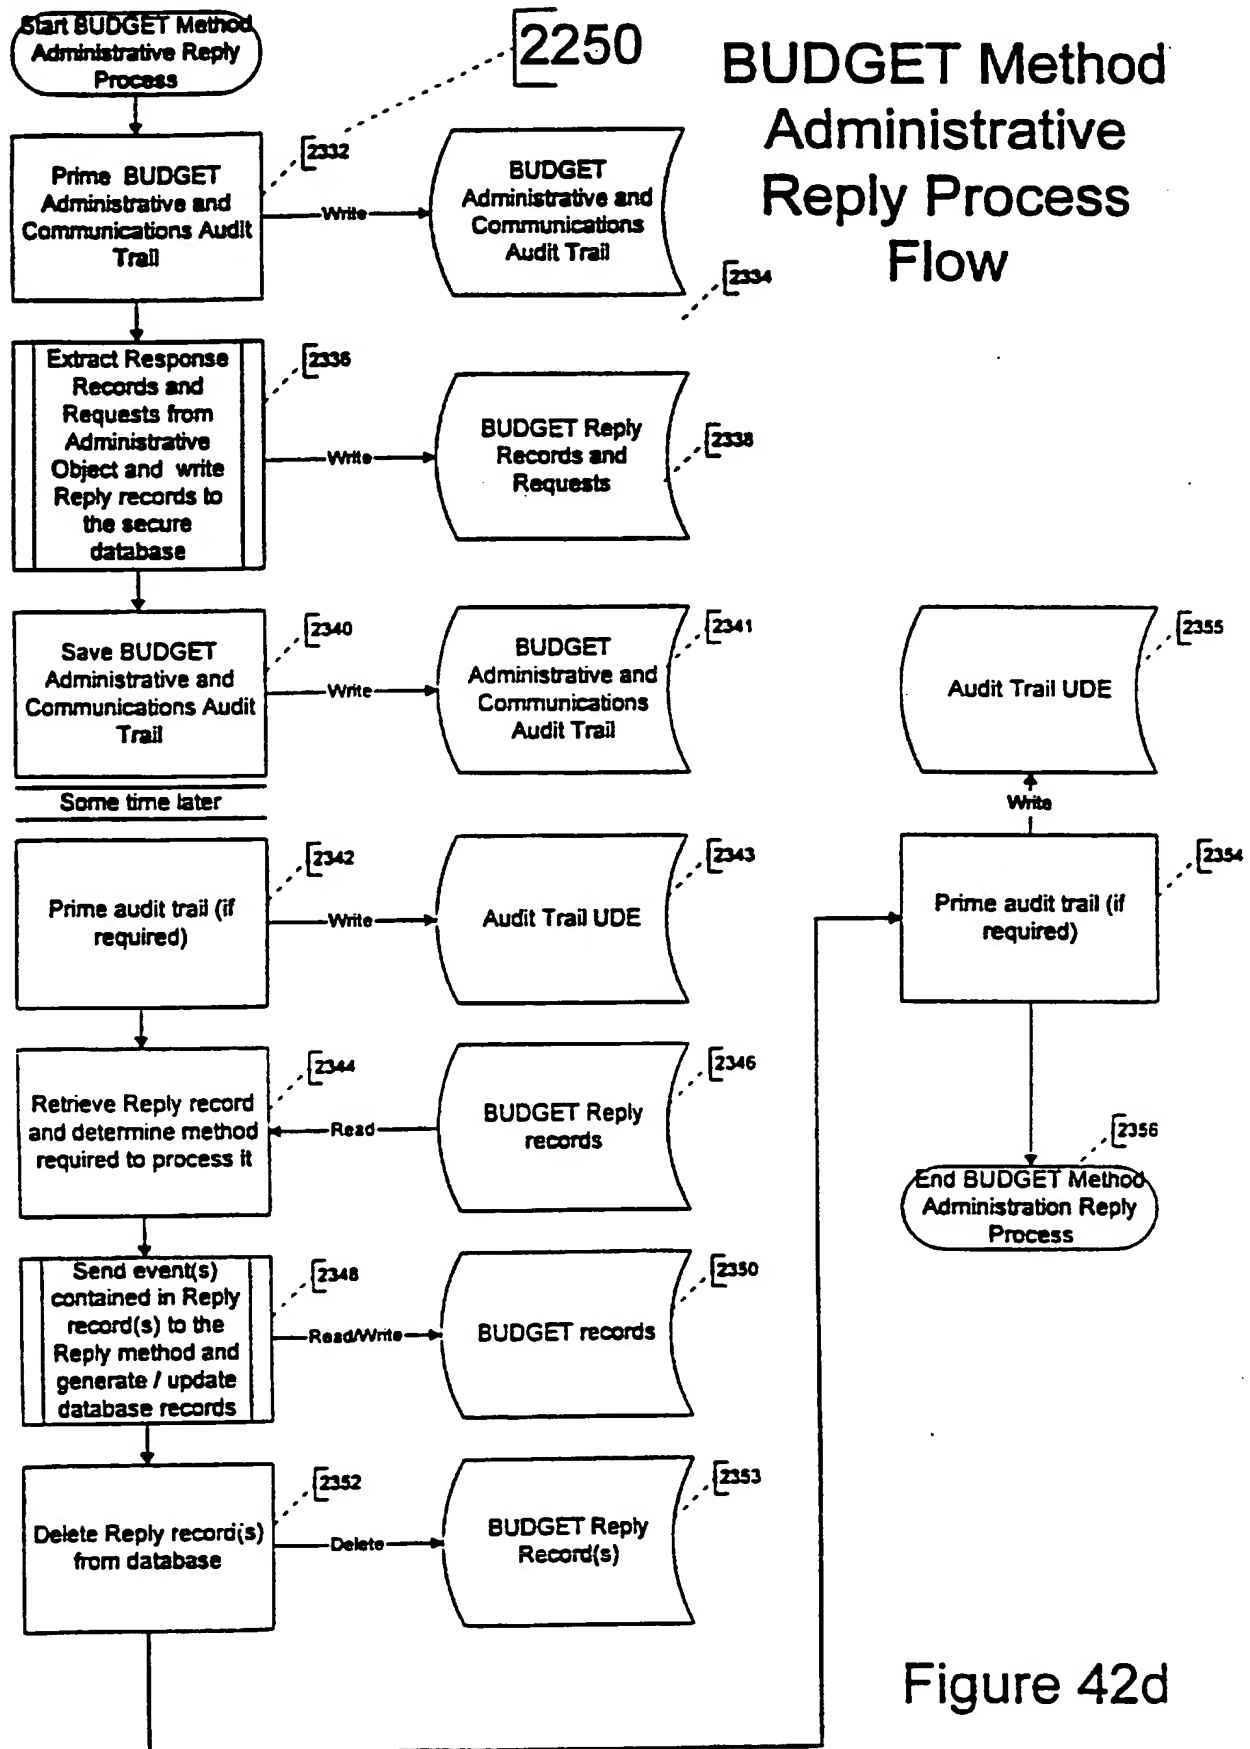 Start BUDGET Method
Administrative Reply
Process
2250
BUDGET Method
Administrative
Reply Process
Flow
2332
Prime BUDGET
Administrative and
Communications Audit
Trail
Write
BUDGET
Administrative and
Communications
Audit Trail
2334
Extract Response
Records and
Requests from
Administrative
Object and write
Reply records to
the secure
database
2336
Write
BUDGET Reply
Records and
Requests
2338
Save BUDGET
Administrative and
Communications Audit
Trail
2340
Write
BUDGET
Administrative and
Communications
Audit Trail
2341
Some time later
Prime audit trail (if
required)
2342
Write
Audit Trail UDE
2343
Retrieve Reply record
and determine method
required to process it
2344
Read
BUDGET Reply
records
2346
Send event(s)
contained in Reply
record(s) to the
Reply method and
generate / update
database records
2348
Read/Write
BUDGET records
2350
Delete Reply record(s)
from database
2352
Delete
BUDGET Reply
Record(s)
2353
Audit Trail UDE
2355
Write
Prime audit trail (if
required)
2354
2356
End BUDGET Method
Administration Reply
Process
Figure 42d